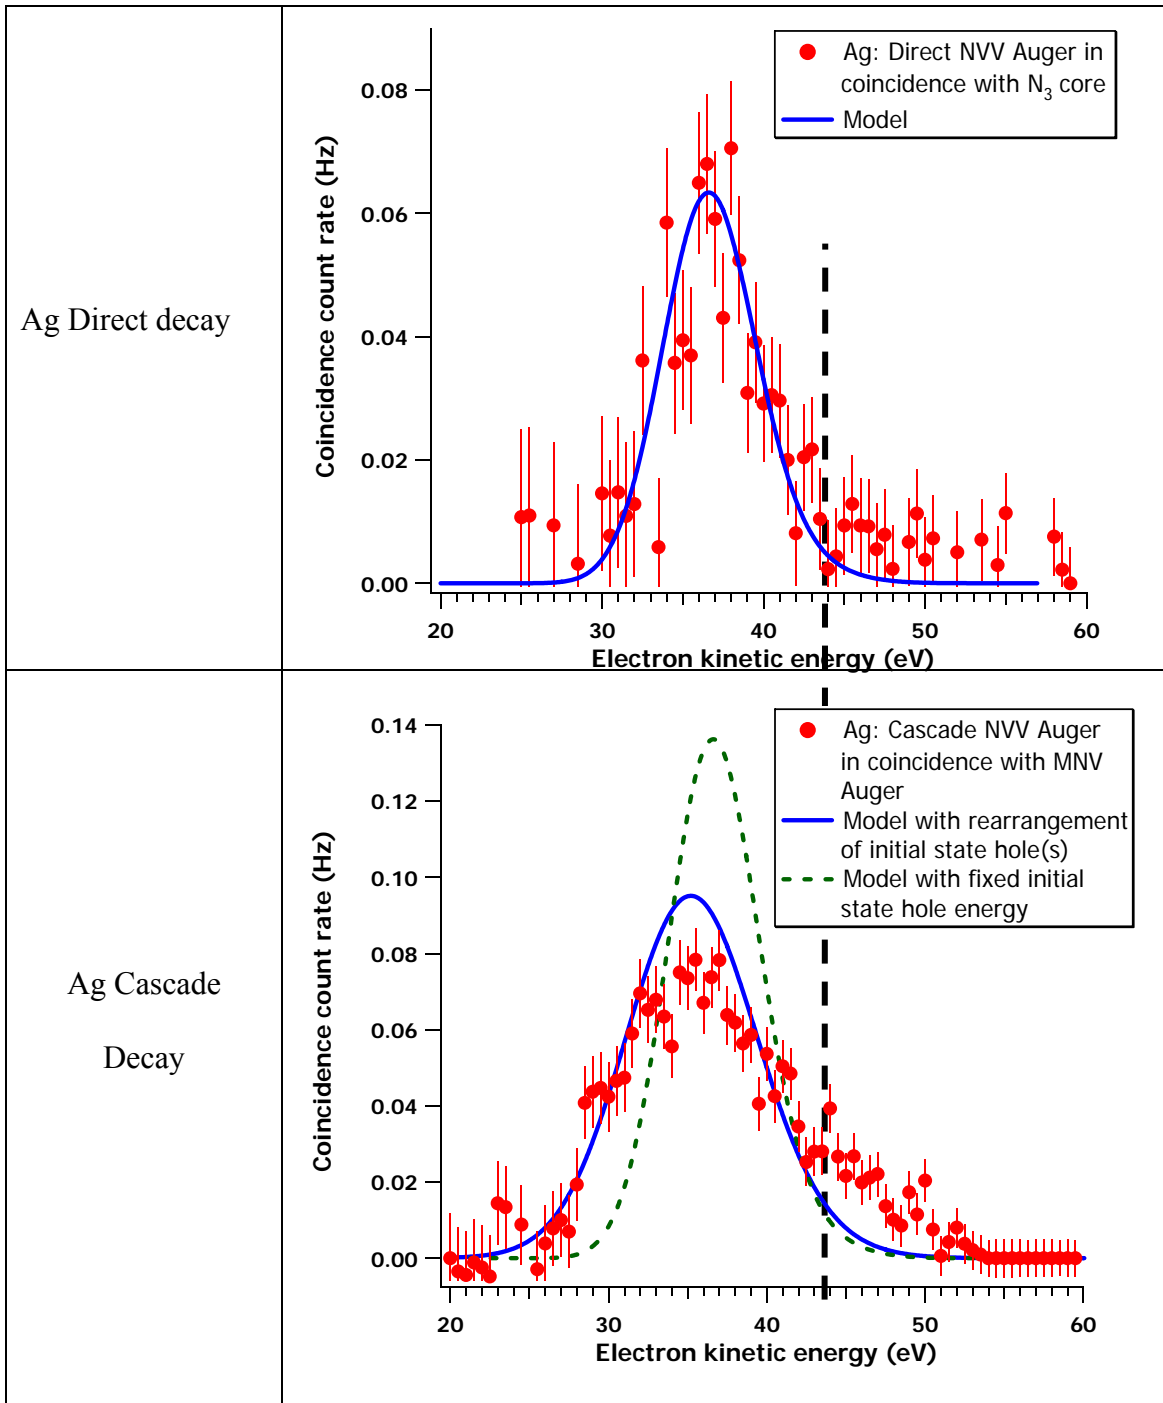 Ag Direct decay
Coincidence count rate (Hz)
0.08
0.06
0.04
0.02
0.00
20
30
40
50
60
Electron kinetic energy (eV)
Ag: Direct NVV Auger in
coincidence with N3 core
Model
Ag Cascade
Decay
Coincidence count rate (Hz)
0.14
0.12
0.10
0.08
0.06
0.04
0.02
0.00
20
30
40
50
60
Electron kinetic energy (eV)
Ag: Cascade NVV Auger
in coincidence with MNV
Auger
Model with rearrangement
of initial state hole(s)
Model with fixed initial
state hole energy